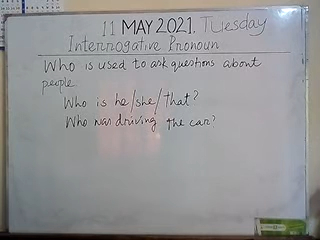 11 MAY 2021, Tuesday
Interrogative Pronoun
Who is used to ask questions about
people.
Who is he/she/that?
Who was driving the car?